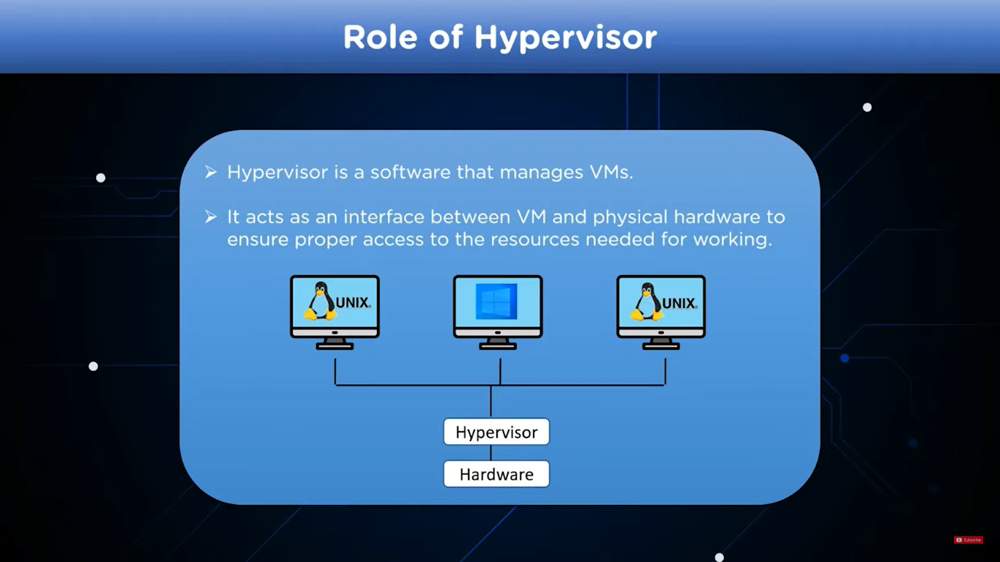 Role of Hypervisor
Hypervisor is a software that manages VMs.
It acts as an interface between VM and physical hardware to
ensure proper access to the resources needed for working.
UNIX®
UNIX®
Hypervisor
Hardware
Subscribe